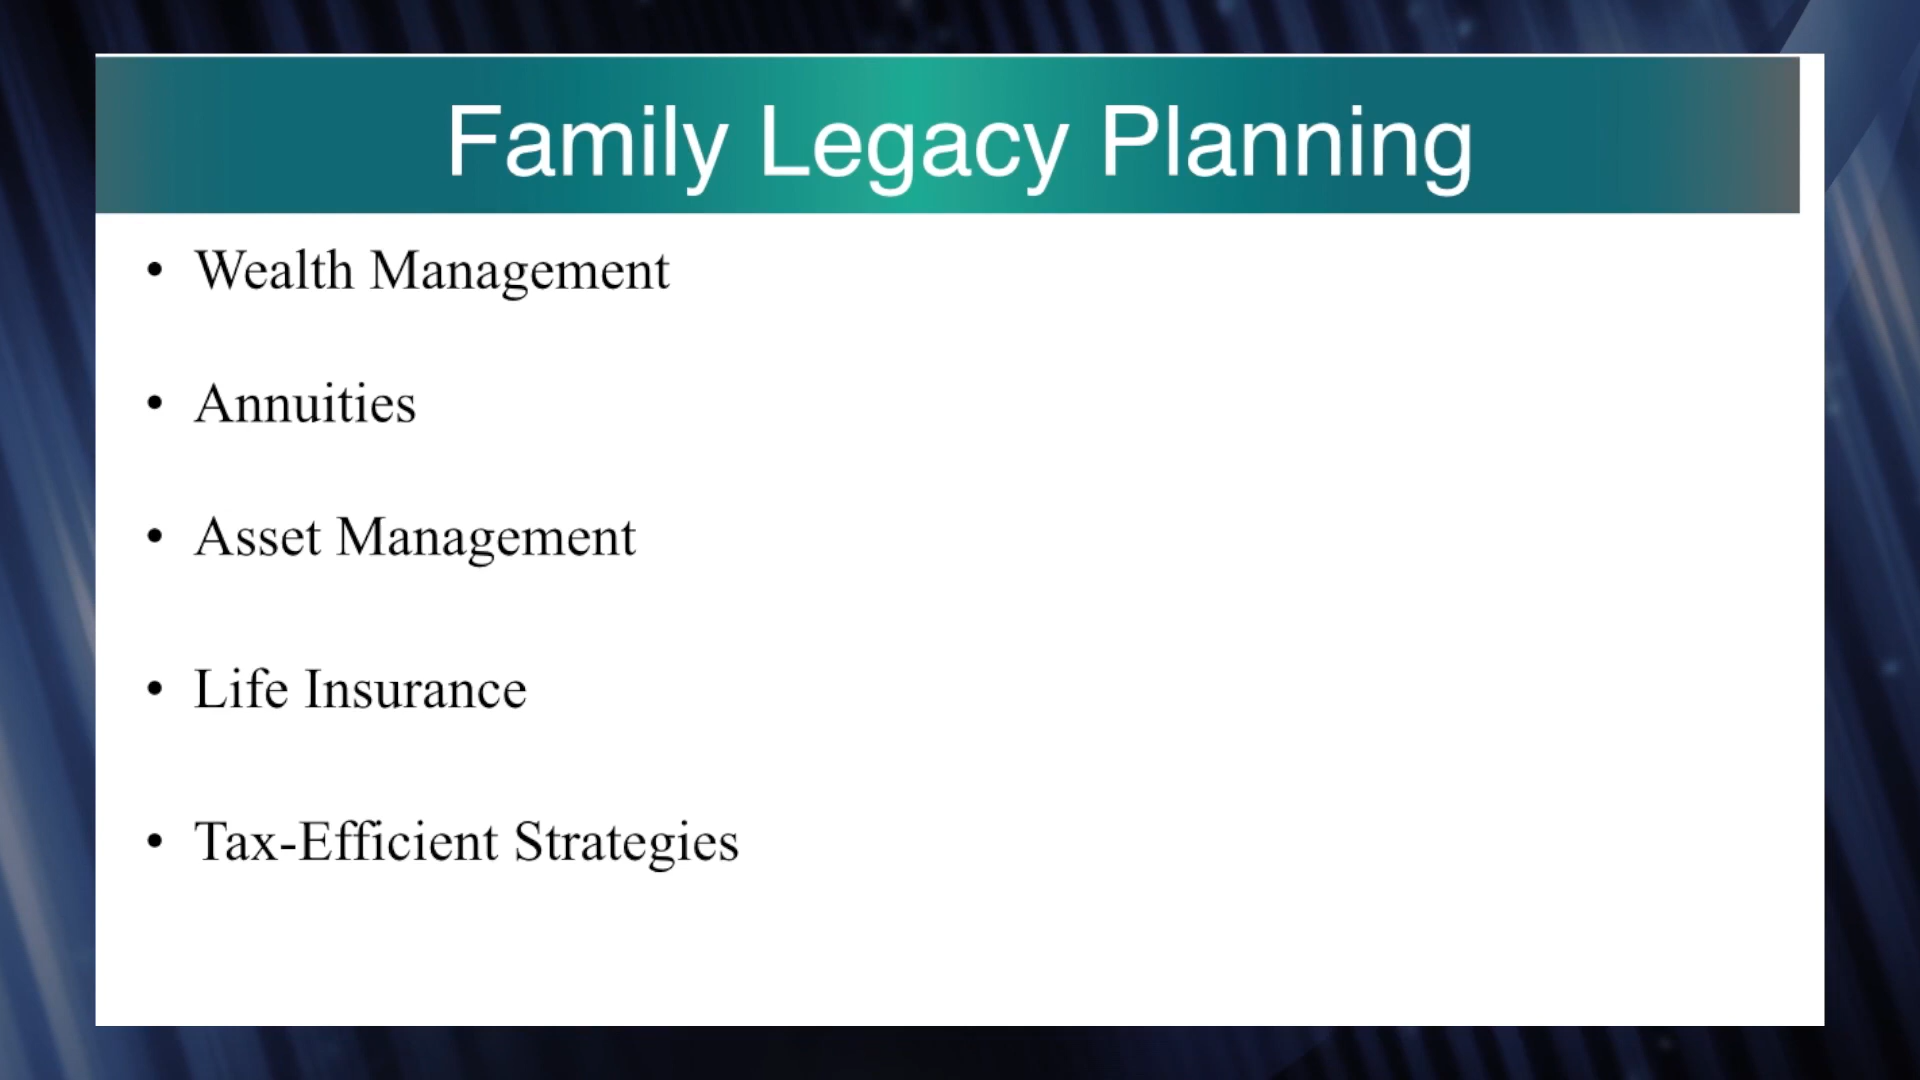 Family Legacy Planning
• Wealth Management
• Annuities
• Asset Management
• Life Insurance
• Tax-Efficient Strategies